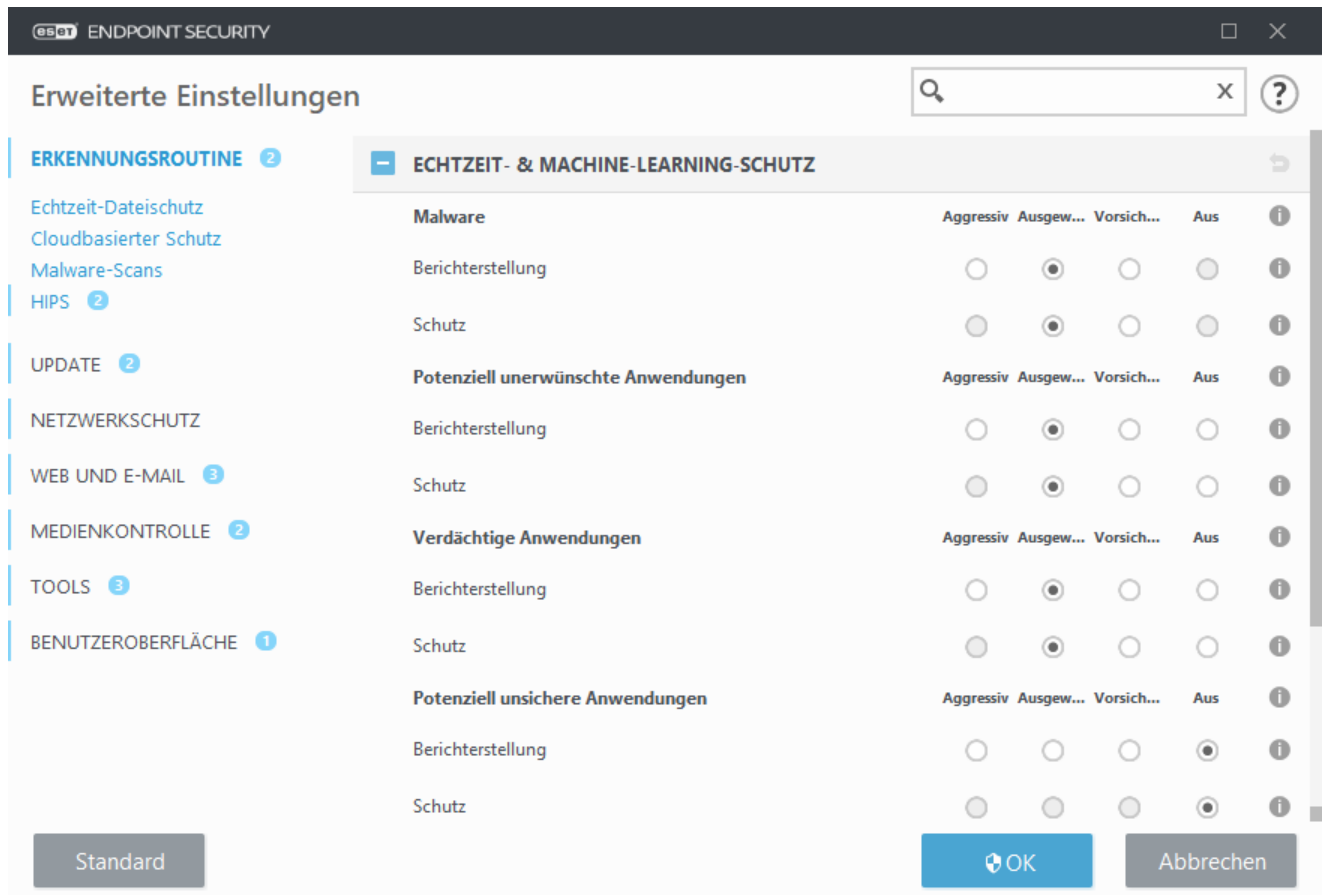 eset ENDPOINT SECURITY
Erweiterte Einstellungen
x
?
ERKENNUNGSROUTINE 2
Echtzeit-Dateischutz
Cloudbasierter Schutz
Malware-Scans
HIPS 2
UPDATE 2
NETZWERKSCHUTZ
WEB UND E-MAIL 3
MEDIENKONTROLLE 2
TOOLS 3
BENUTZEROBERFLÄCHE 1
ECHTZEIT- & MACHINE-LEARNING-SCHUTZ
Malware Aggressiv Ausgew... Vorsich... Aus
Berichterstellung
Schutz
Potenziell unerwünschte Anwendungen Aggressiv Ausgew... Vorsich... Aus
Berichterstellung
Schutz
Verdächtige Anwendungen Aggressiv Ausgew... Vorsich... Aus
Berichterstellung
Schutz
Potenziell unsichere Anwendungen Aggressiv Ausgew... Vorsich... Aus
Berichterstellung
Schutz
Standard
OK
Abbrechen